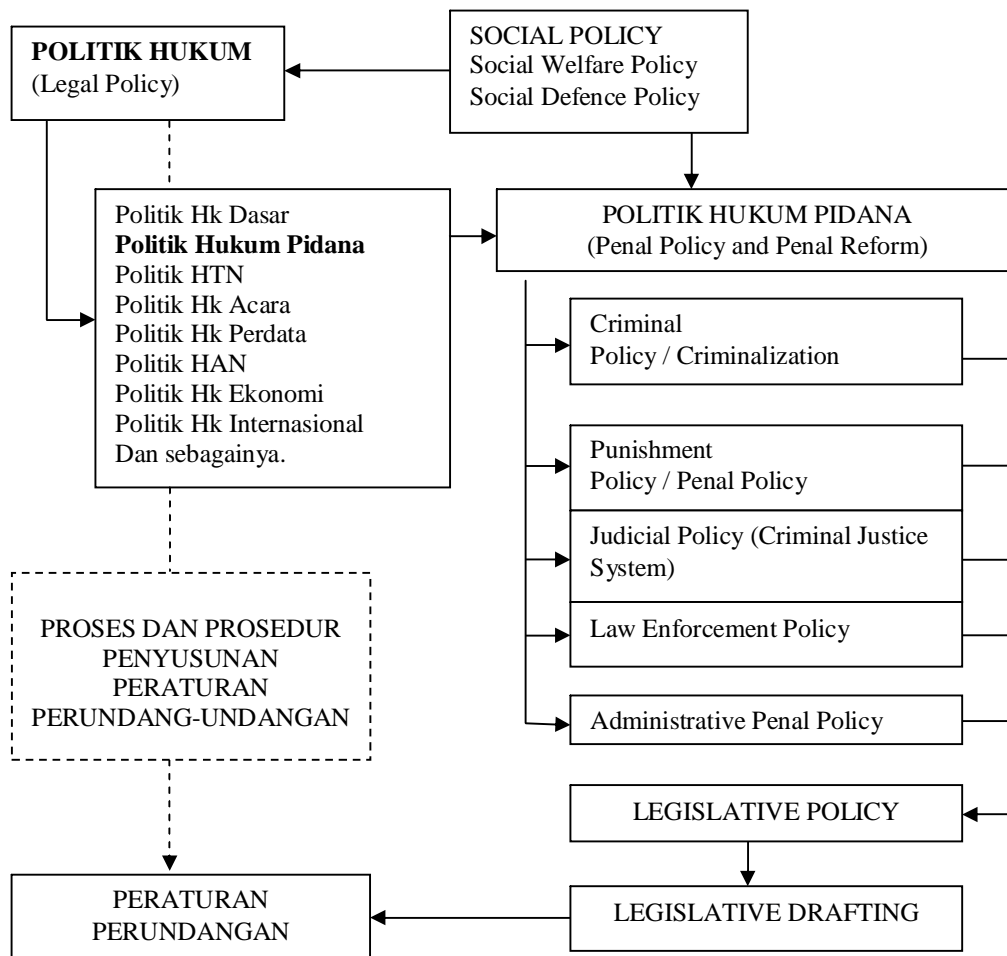 POLITIK HUKUM
(Legal Policy)
SOCIAL POLICY
Social Welfare Policy
Social Defence Policy
Politik Hk Dasar
Politik Hukum Pidana
Politik HTN
Politik Hk Acara
Politik Hk Perdata
Politik HAN
Politik Hk Ekonomi
Politik Hk Internasional
Dan sebagainya.
POLITIK HUKUM PIDANA
(Penal Policy and Penal Reform)
Criminal
Policy / Criminalization
Punishment
Policy / Penal Policy
Judicial Policy (Criminal Justice
System)
Law Enforcement Policy
Administrative Penal Policy
PROSES DAN PROSEDUR
PENYUSUNAN
PERATURAN
PERUNDANG-UNDANGAN
LEGISLATIVE POLICY
LEGISLATIVE DRAFTING
PERATURAN
PERUNDANGAN